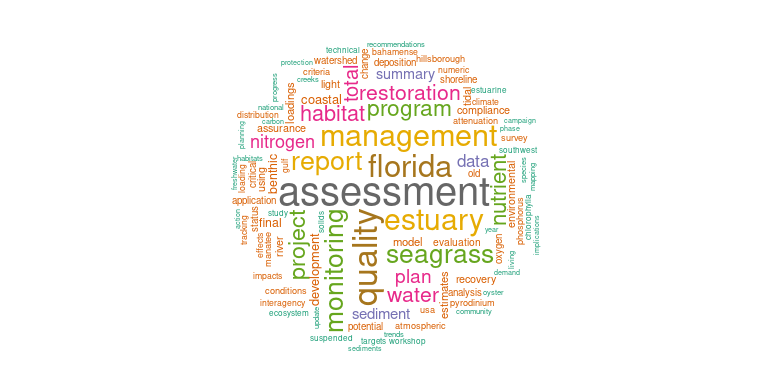 recommendations
technical
change
bahamense
protection
watershed
deposition
hillsborough
criteria
numeric
progress
creeks
light
total
summary
shoreline
loadings
restoration
tidal
estuarine
national
coastal
climate
distribution
carbon
habitat
program
compliance
planning
assurance
attenuation
campaign
phase
nitrogen
management
survey
habitats
gulf
benthic
report
florida
data
southwest
freshwater
loading
critical
using
old
nutrient
environmental
species
mapping
assessment
application
study
solids
quality
estuary
year
phosphorus
chlorophylla
implications
action
tracking
status
final
project
monitoring
model
evaluation
effects
manatee
river
seagrass
oxygen
living
impacts
development
plan
recovery
demand
conditions
water
estimates
analysis
oyster
interagency
pyrodinium
ecosystem
update
sediment
usa
community
potential
atmospheric
trends
suspended
targets
workshop
sediments